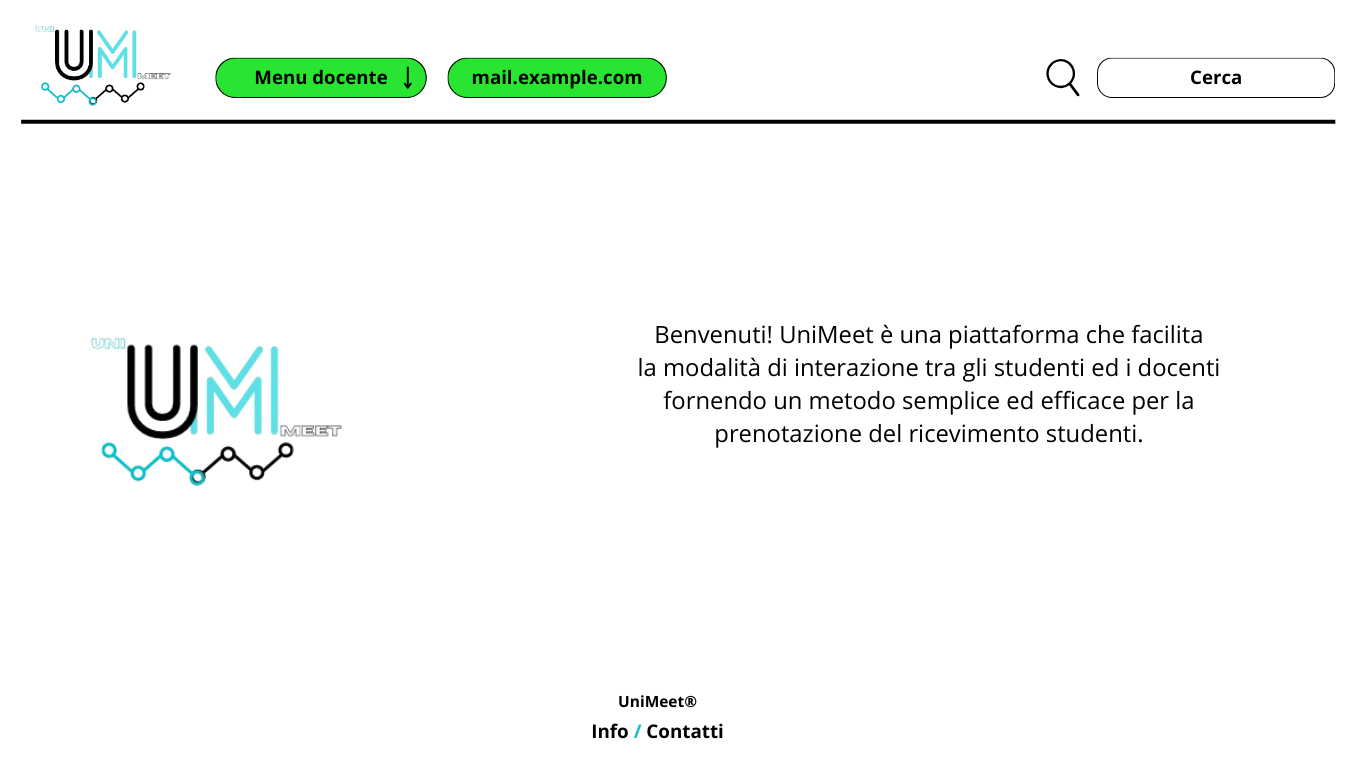 UNI
UM
MEET
Menu docente ↓
mail.example.com
Cerca
UNI
UM
MEET
Benvenuti! UniMeet è una piattaforma che facilita
la modalità di interazione tra gli studenti ed i docenti
fornendo un metodo semplice ed efficace per la
prenotazione del ricevimento studenti.
UniMeet®
Info / Contatti